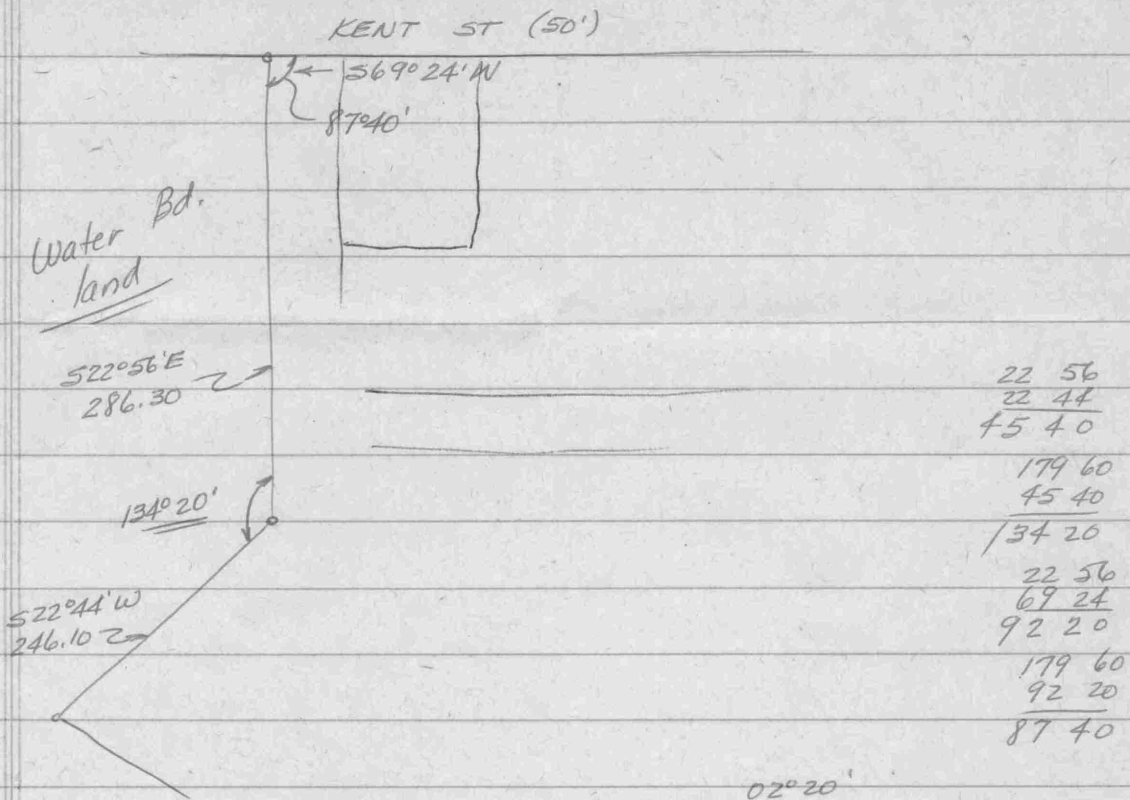 KENT ST (50')
S69°24'W
87°40'
Water Bd.
land
S22°56'E
286.30
134°20'
S22°44'W
246.10
22 56
22 44
45 40
179 60
45 40
134 20
22 56
69 24
92 20
179 60
92 20
87 40
02°20'